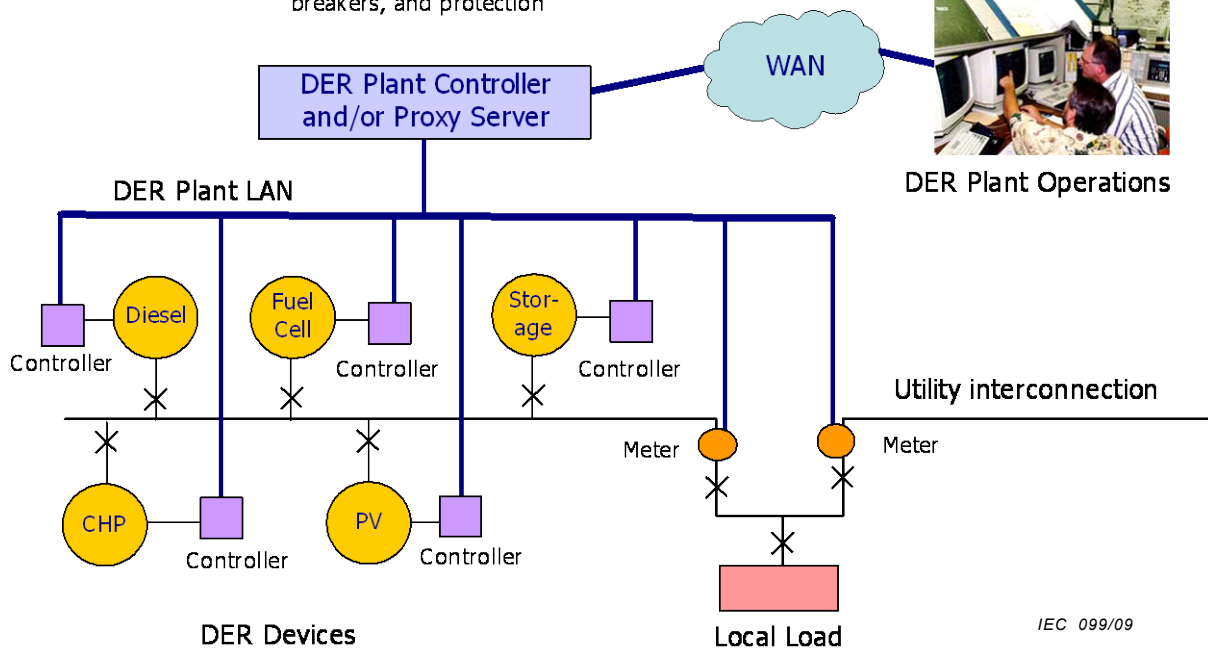 breakers, and protection
WAN
DER Plant Controller
and/or Proxy Server
DER Plant Operations
DER Plant LAN
Diesel
Fuel
Cell
Stor-
age
Controller
Controller
Controller
Utility interconnection
Meter
Meter
CHP
PV
Controller
Controller
DER Devices
Local Load
IEC 099/09